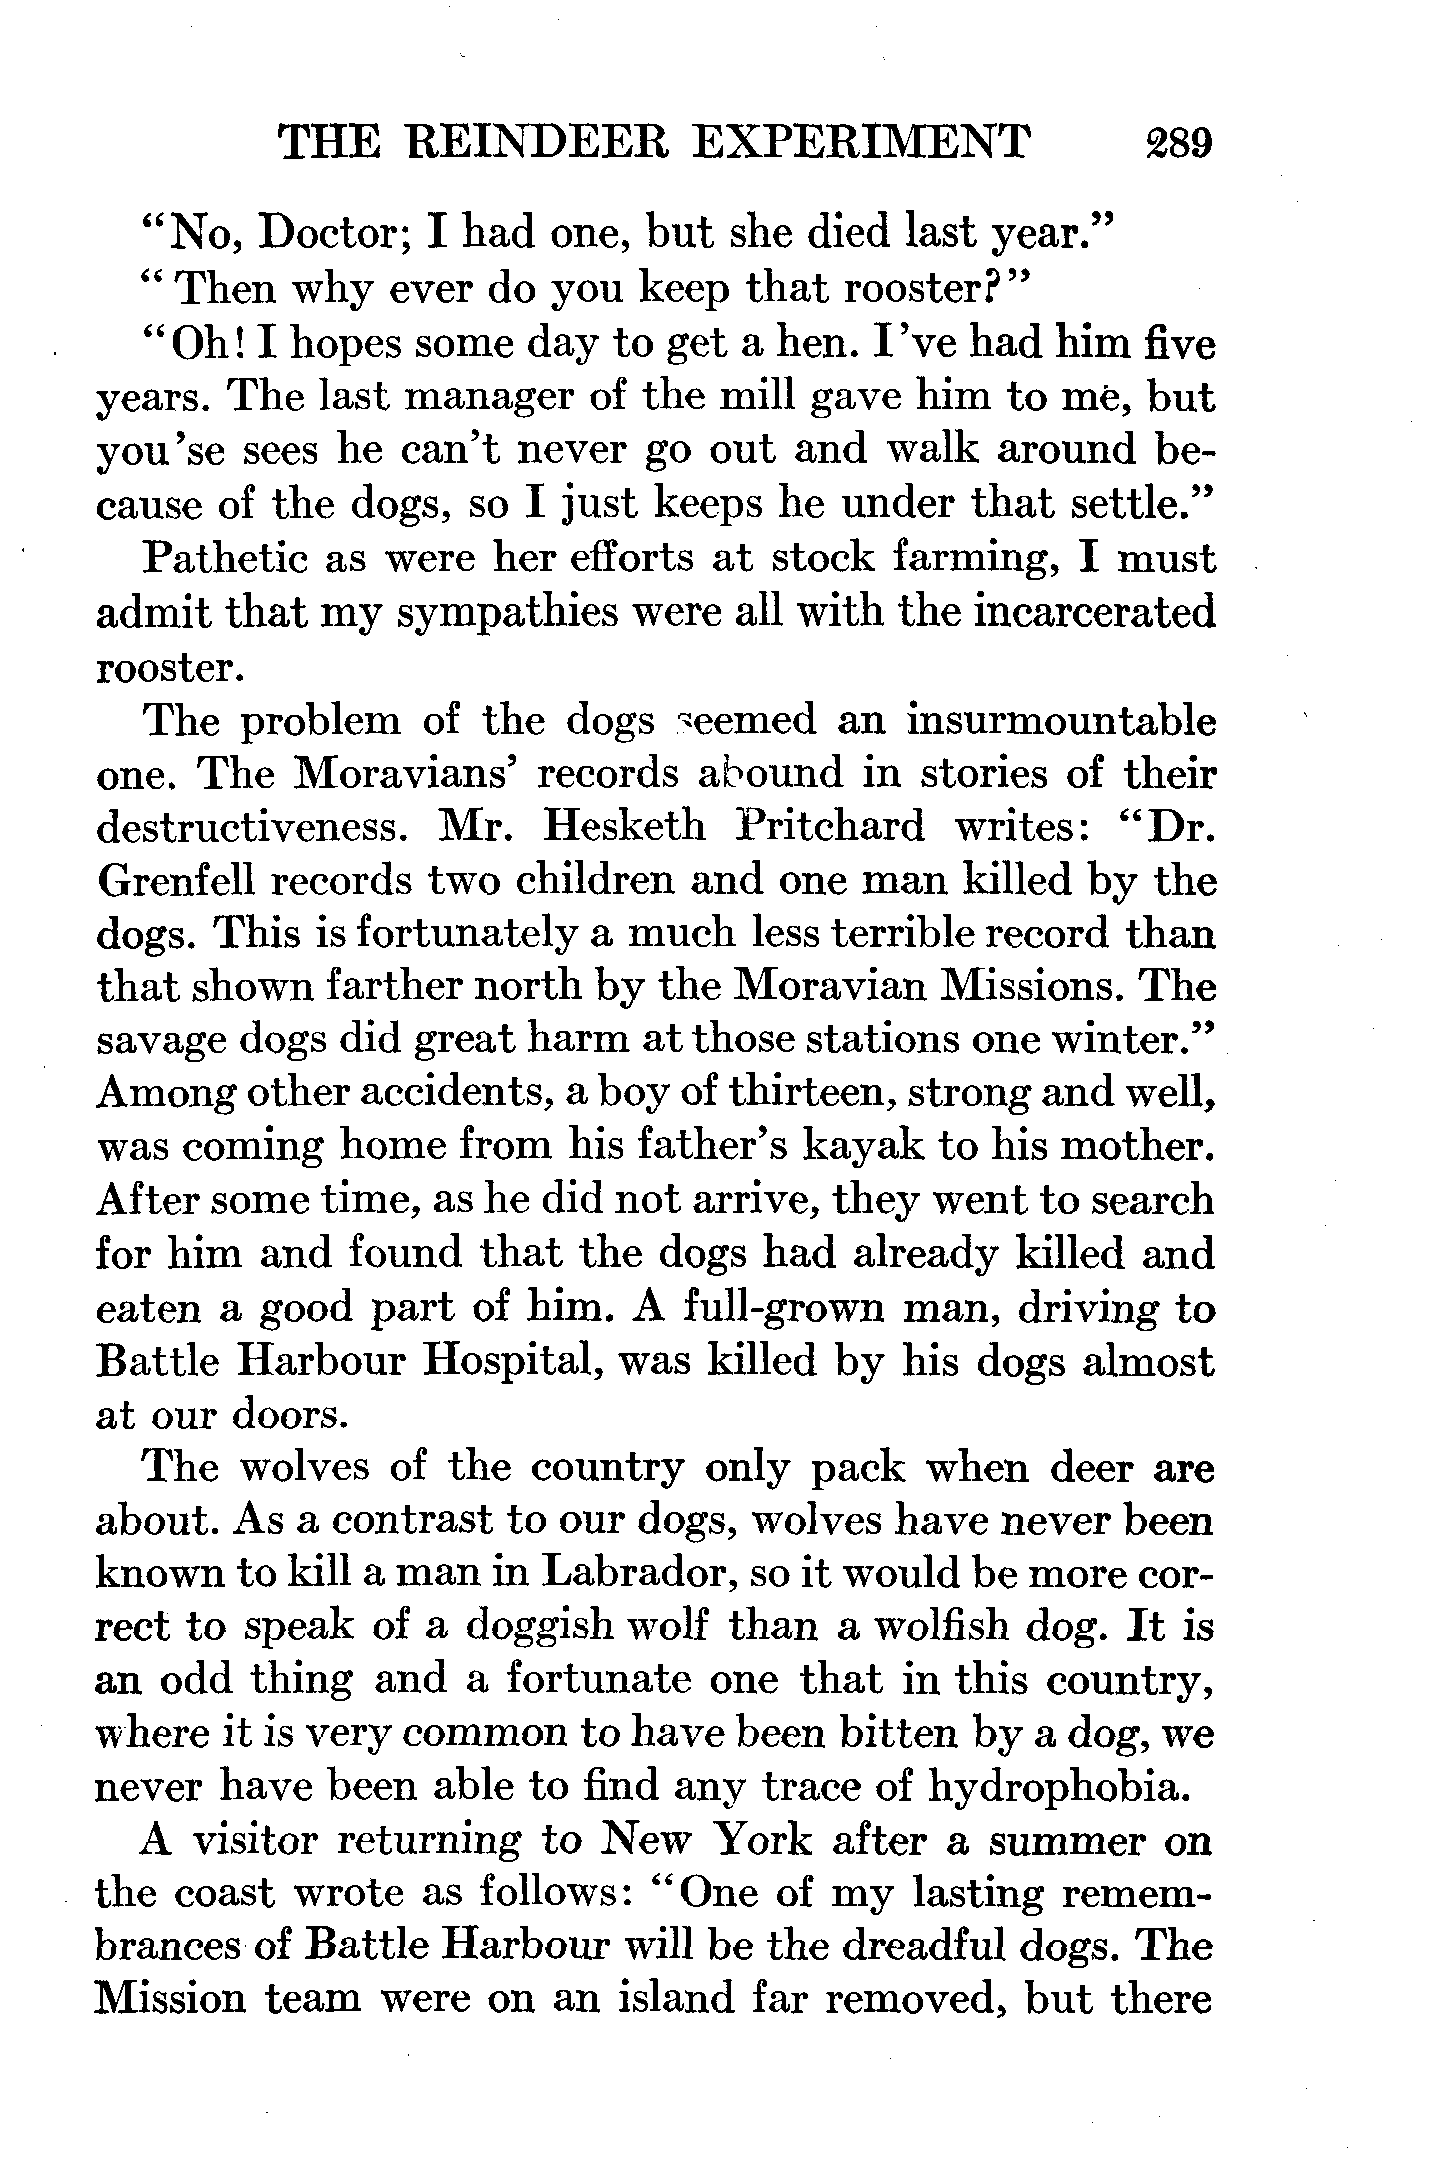 THE REINDEER EXPERIMENT 289
"No, Doctor; I had one, but she died last year."
"Then why ever do you keep that rooster?"
"Oh! I hopes some day to get a hen. I've had him five
years. The last manager of the mill gave him to me, but
you'se sees he can't never go out and walk around be-
cause of the dogs, so I just keeps he under that settle."
Pathetic as were her efforts at stock farming, I must
admit that my sympathies were all with the incarcerated
rooster.
The problem of the dogs seemed an insurmountable
one. The Moravians' records abound in stories of their
destructiveness. Mr. Hesketh Pritchard writes: "Dr.
Grenfell records two children and one man killed by the
dogs. This is fortunately a much less terrible record than
that shown farther north by the Moravian Missions. The
savage dogs did great harm at those stations one winter."
Among other accidents, a boy of thirteen, strong and well,
was coming home from his father's kayak to his mother.
After some time, as he did not arrive, they went to search
for him and found that the dogs had already killed and
eaten a good part of him. A full-grown man, driving to
Battle Harbour Hospital, was killed by his dogs almost
at our doors.
The wolves of the country only pack when deer are
about. As a contrast to our dogs, wolves have never been
known to kill a man in Labrador, so it would be more cor-
rect to speak of a doggish wolf than a wolfish dog. It is
an odd thing and a fortunate one that in this country,
where it is very common to have been bitten by a dog, we
never have been able to find any trace of hydrophobia.
A visitor returning to New York after a summer on
the coast wrote as follows: "One of my lasting remem-
brances of Battle Harbour will be the dreadful dogs. The
Mission team were on an island far removed, but there